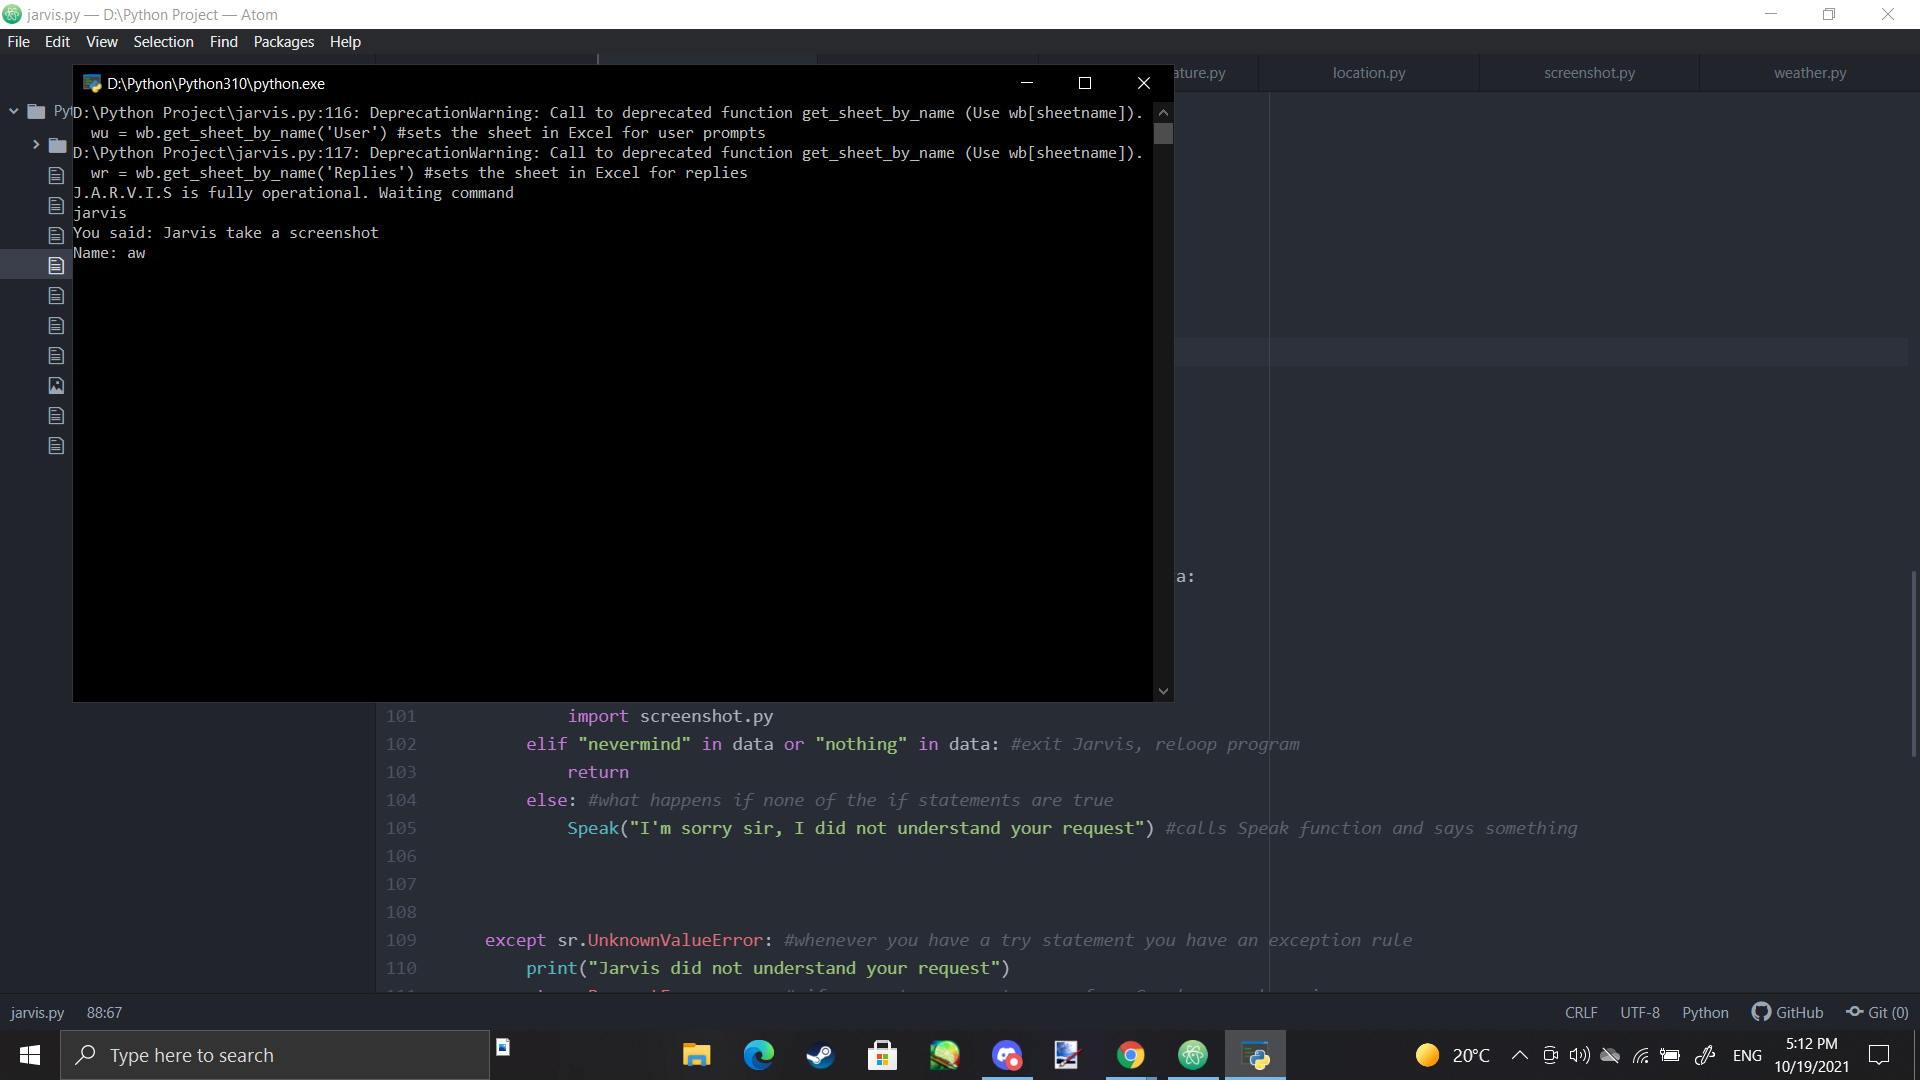 jarvis.py — D:\Python Project — Atom
File Edit View Selection Find Packages Help
ature.py location.py screenshot.py weather.py
D:\Python\Python310\python.exe
Pyt
D:\Python Project\jarvis.py:116: DeprecationWarning: Call to deprecated function get_sheet_by_name (Use wb[sheetname]).
wu = wb.get_sheet_by_name('User') #sets the sheet in Excel for user prompts
D:\Python Project\jarvis.py:117: DeprecationWarning: Call to deprecated function get_sheet_by_name (Use wb[sheetname]).
wr = wb.get_sheet_by_name('Replies') #sets the sheet in Excel for replies
J.A.R.V.I.S is fully operational. Waiting command
jarvis
You said: Jarvis take a screenshot
Name: aw
a:
101 import screenshot.py
102 elif "nevermind" in data or "nothing" in data: #exit Jarvis, reloop program
103 return
104 else: #what happens if none of the if statements are true
105 Speak("I'm sorry sir, I did not understand your request") #calls Speak function and says something
106
107
108
109 except sr.UnknownValueError: #whenever you have a try statement you have an exception rule
110 print("Jarvis did not understand your request")
jarvis.py 88:67 CRLF UTF-8 Python GitHub Git (0)
Type here to search
20°C ENG 5:12 PM
10/19/2021